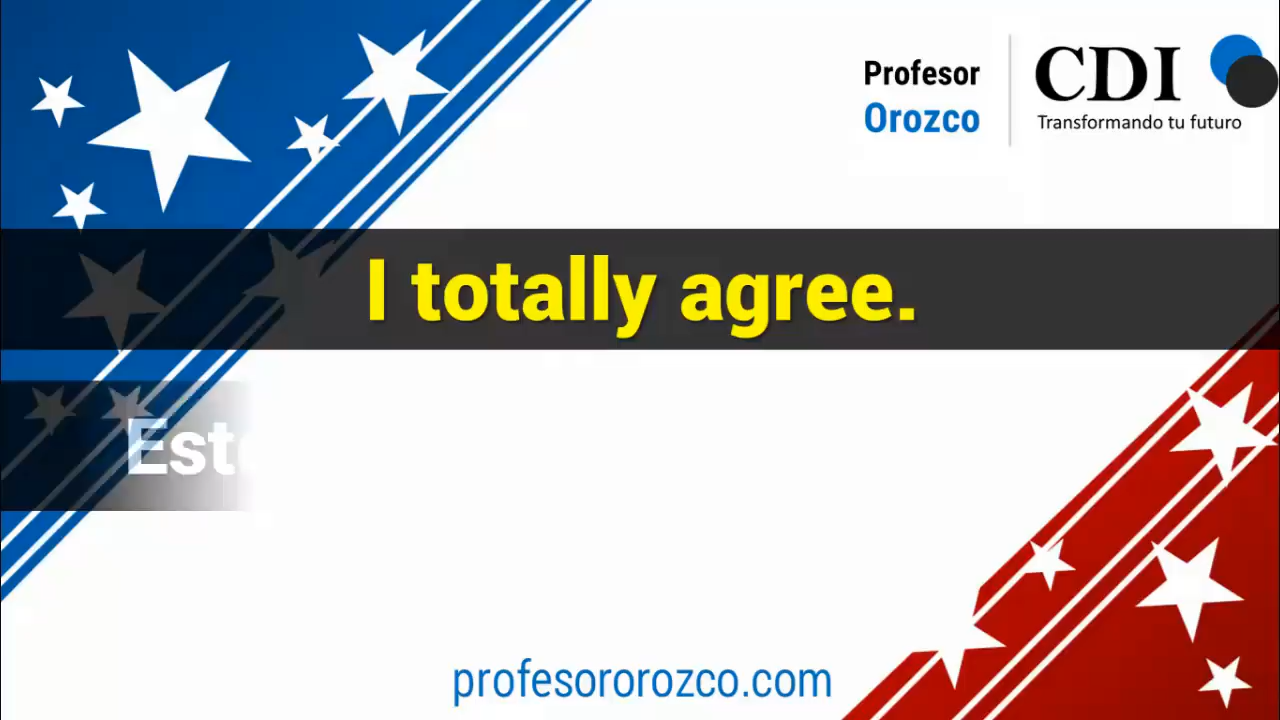 Profesor
Orozco
CDI
Transformando tu futuro
I totally agree.
profesororozco.com